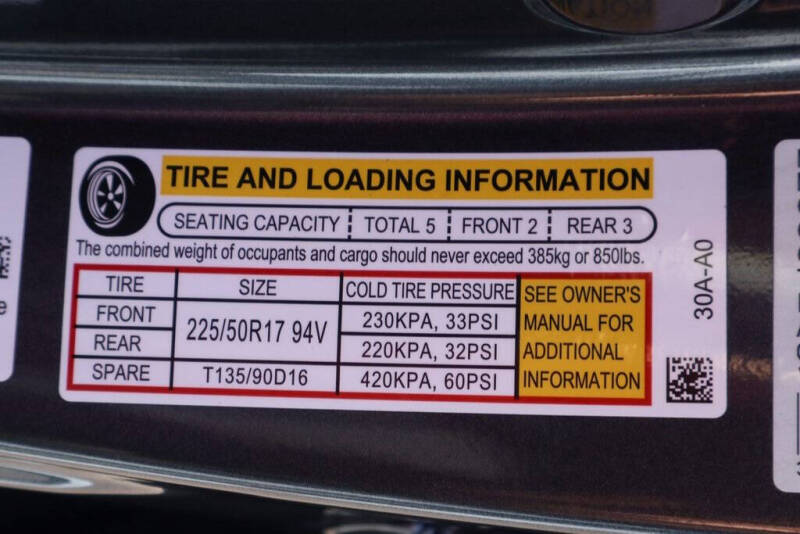 TIRE AND LOADING INFORMATION
SEATING CAPACITY TOTAL 5 FRONT 2 REAR 3
The combined weight of occupants and cargo should never exceed 385kg or 850lbs.
TIRE SIZE COLD TIRE PRESSURE SEE OWNER'S
FRONT 225/50R17 94V 230KPA, 33PSI MANUAL FOR
REAR 220KPA, 32PSI ADDITIONAL
SPARE T135/90D16 420KPA, 60PSI INFORMATION
30A-A0